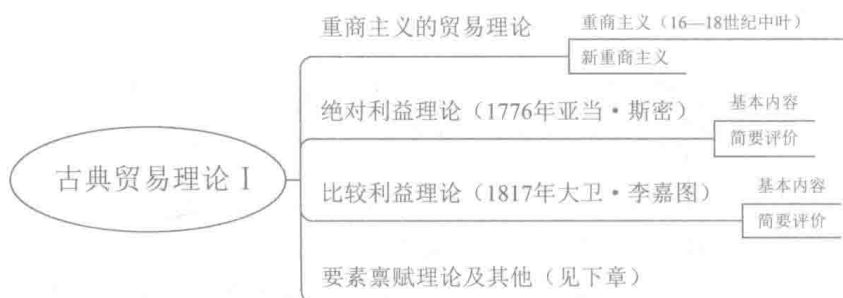 古典贸易理论 I
重商主义的贸易理论
重商主义（16—18世纪中叶）
新重商主义
绝对利益理论（1776年亚当·斯密）
基本内容
简要评价
比较利益理论（1817年大卫·李嘉图）
基本内容
简要评价
要素禀赋理论及其他（见下章）